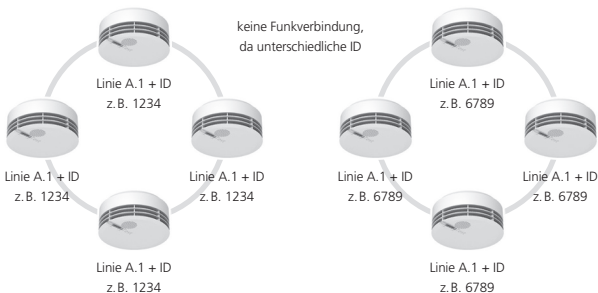 keine Funkverbindung,
da unterschiedliche ID
Linie A.1 + ID
z.B. 1234
Linie A.1 + ID
z.B. 1234
Linie A.1 + ID
z.B. 1234
Linie A.1 + ID
z.B. 1234
Linie A.1 + ID
z.B. 6789
Linie A.1 + ID
z.B. 6789
Linie A.1 + ID
z.B. 6789
Linie A.1 + ID
z.B. 6789